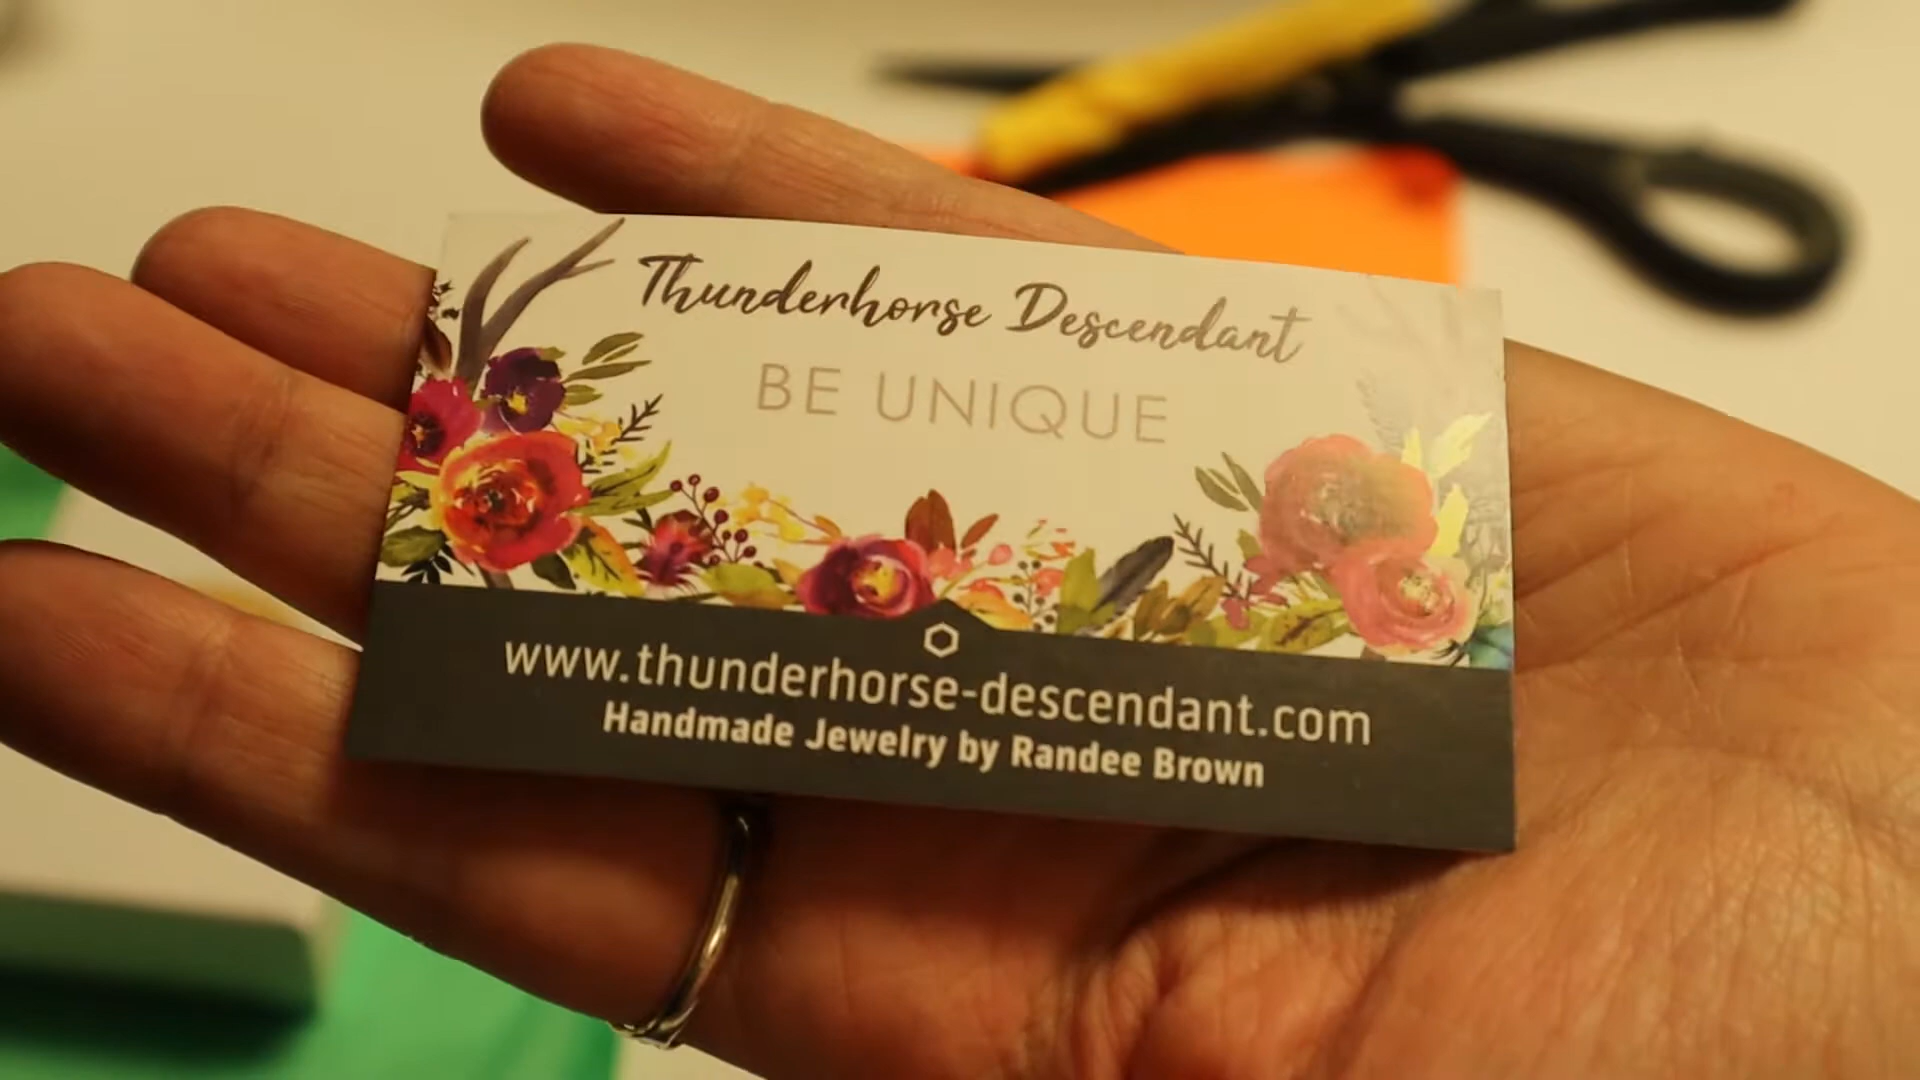 Thunderhorse Descendant
BE UNIQUE
www.thunderhorse-descendant.com
Handmade Jewelry by Randee Brown